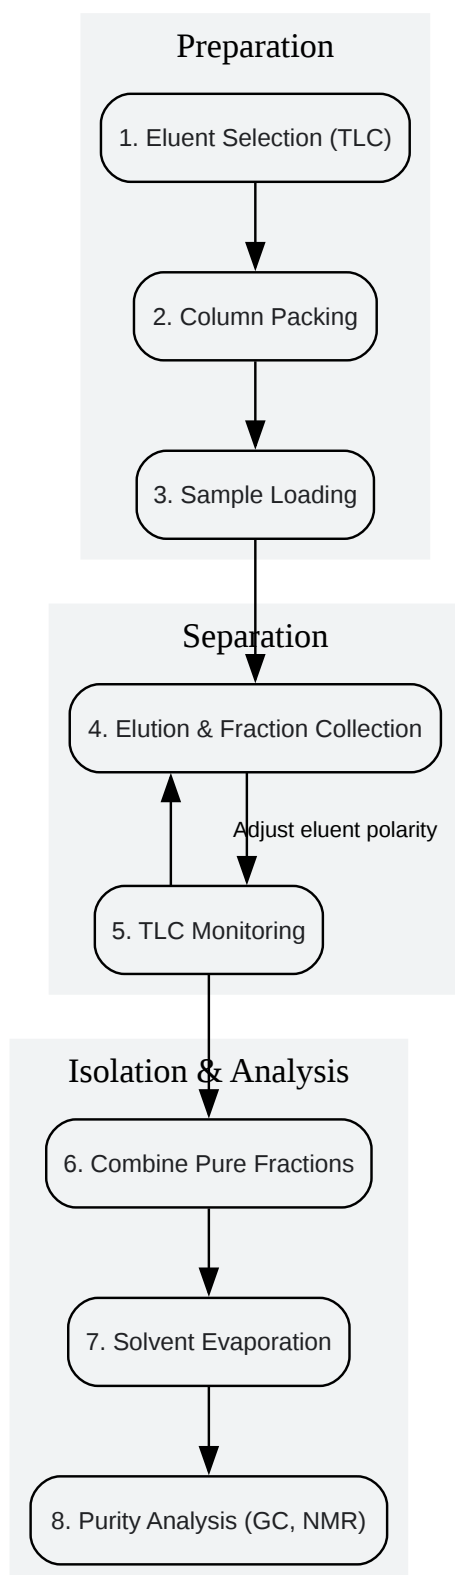 Preparation
1. Eluent Selection (TLC)
2. Column Packing
3. Sample Loading
Separation
4. Elution & Fraction Collection
Adjust eluent polarity
5. TLC Monitoring
Isolation & Analysis
6. Combine Pure Fractions
7. Solvent Evaporation
8. Purity Analysis (GC, NMR)